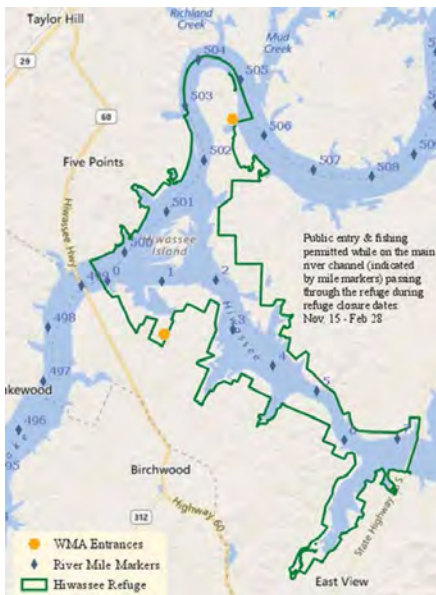 Richland
Creek
Taylor Hill
Mud
Creek
29
504
505
60
503
506
502
507
508
Five Points
501
Hiwassee
Island
500
Hiwassee Hwy
499
0
1
2
Public entry & fishing
permitted while on the main
river channel (indicated
by mile markers) passing
through the refuge during
refuge closure dates:
Nov. 15 - Feb 28
498
Hiwassee
3
4
497
akewood
5
496
Birchwood
Highway 60
312
State Highway
East View
WMA Entrances
River Mile Markers
Hiwassee Refuge